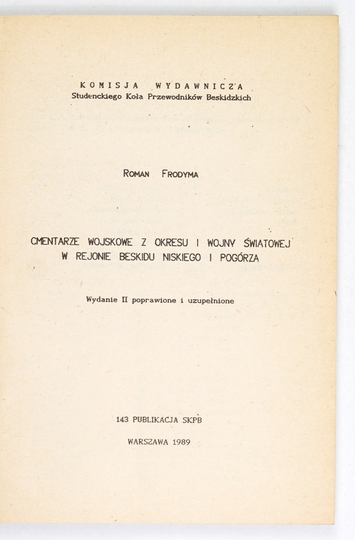 KOMISJA WYDAWNICZA
Studenckiego Koła Przewodników Beskidzkich
ROMAN FRODYMA
CMENTARZE WOJSKOWE Z OKRESU I WOJNY ŚWIATOWEJ
W REJONIE BESKIDU NISKIEGO I POGÓRZA
Wydanie II poprawione i uzupełnione
143 PUBLIKACJA SKPB
WARSZAWA 1989